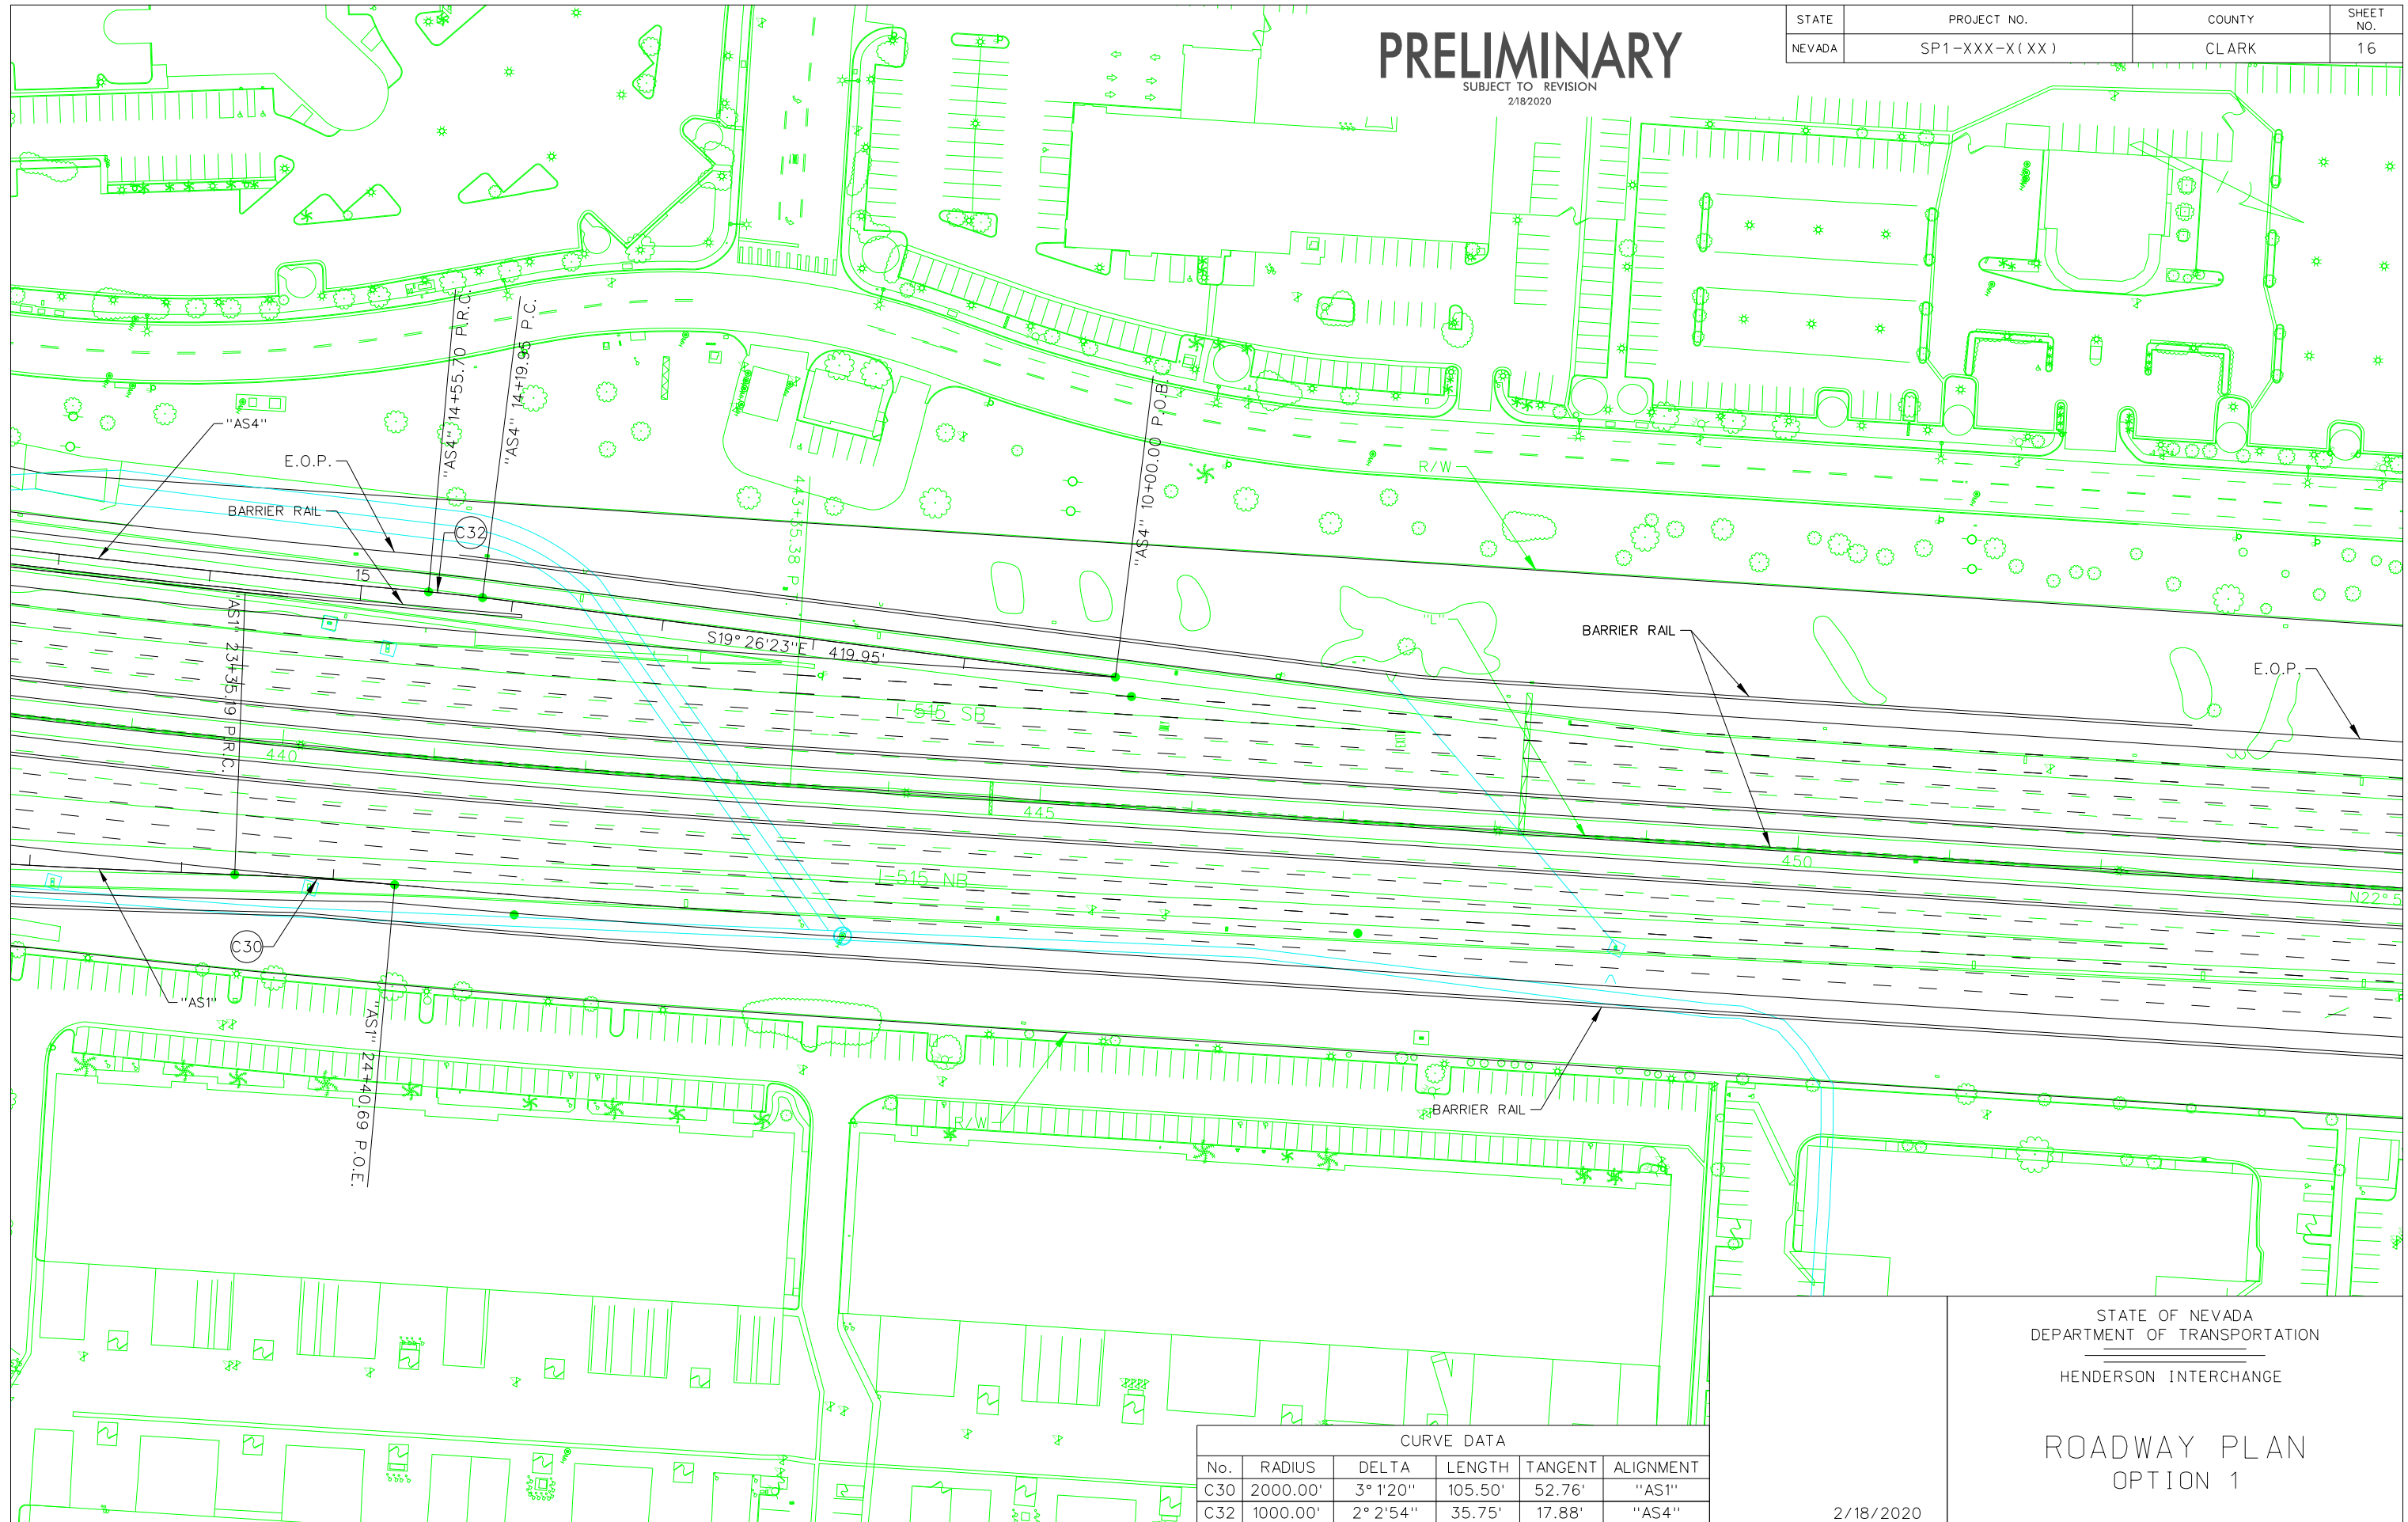 PRELIMINARY
SUBJECT TO REVISION
2/18/2020
STATE PROJECT NO. COUNTY SHEET NO.
NEVADA SP1-XXX-X(XX) CLARK 16
"AS4"
E.O.P.
BARRIER RAIL
"AS4" 14+55.70 P.R.C.
"AS4" 14+19.95 P.C.
C32
15
"AS4" 10+00.00 P.O.B.
R/W
S19°26'23"E 419.95'
"L"
BARRIER RAIL
E.O.P.
"AS1" 23+35.19 P.R.C.
I-515 SB
440
445
450
I-515 NB
C30
"AS1"
"AS1" 24+40.69 P.O.E.
R/W
BARRIER RAIL
CURVE DATA
No. RADIUS DELTA LENGTH TANGENT ALIGNMENT
C30 2000.00' 3°1'20" 105.50' 52.76' "AS1"
C32 1000.00' 2°2'54" 35.75' 17.88' "AS4"
2/18/2020
STATE OF NEVADA
DEPARTMENT OF TRANSPORTATION
HENDERSON INTERCHANGE
ROADWAY PLAN
OPTION 1